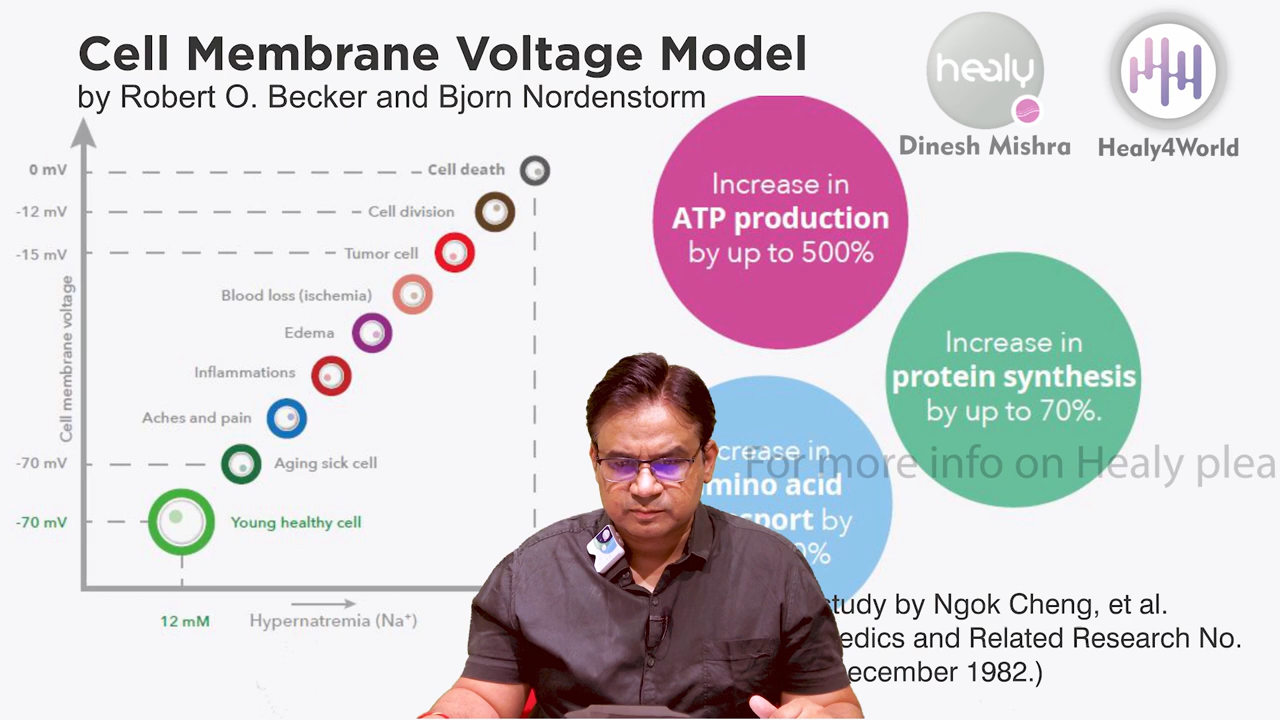 Cell Membrane Voltage Model
by Robert O. Becker and Bjorn Nordenstorm
healy
Dinesh Mishra
Healy4World
0 mV
Cell death
-12 mV
Cell division
-15 mV
Tumor cell
Blood loss (ischemia)
Edema
Inflammations
Aches and pain
-70 mV
Aging sick cell
-70 mV
Young healthy cell
Cell membrane voltage
12 mM
Hypernatremia (Na⁺)
Increase in
ATP production
by up to 500%
Increase in
protein synthesis
by up to 70%.
crease in
mino acid
sport by
0%
For more info on Healy plea
study by Ngok Cheng, et al.
edics and Related Research No.
ecember 1982.)